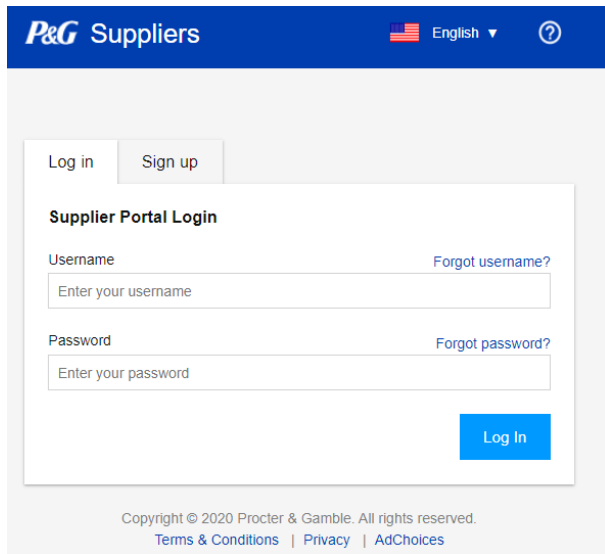 P&G Suppliers English ▼ ?
Log in Sign up
Supplier Portal Login
Username Forgot username?
Enter your username
Password Forgot password?
Enter your password
Log In
Copyright © 2020 Procter & Gamble. All rights reserved.
Terms & Conditions | Privacy | AdChoices